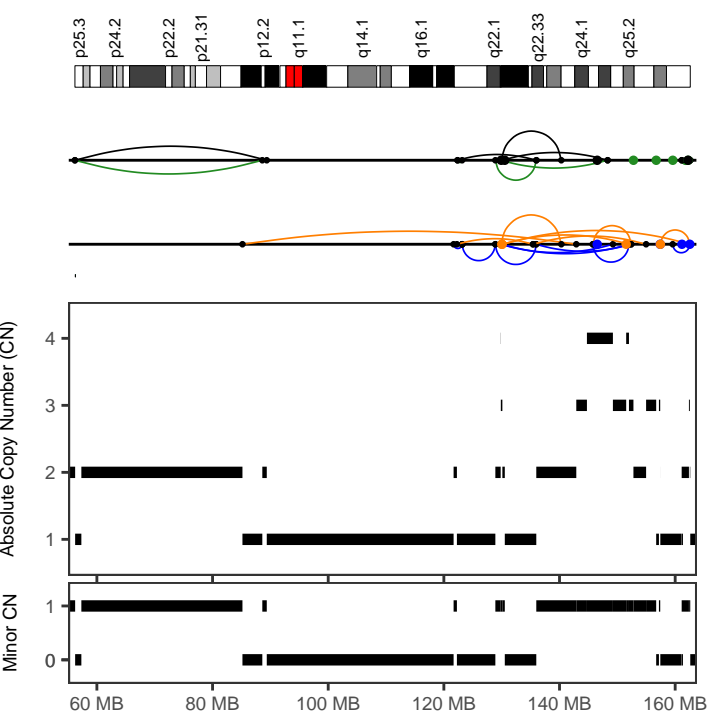 p25.3 p24.2 p22.2 p21.31 p12.2 q11.1 q14.1 q16.1 q22.1 q22.33 q24.1 q25.2
Absolute Copy Number (CN)
4
3
2
1
Minor CN
1
0
60 MB 80 MB 100 MB 120 MB 140 MB 160 MB